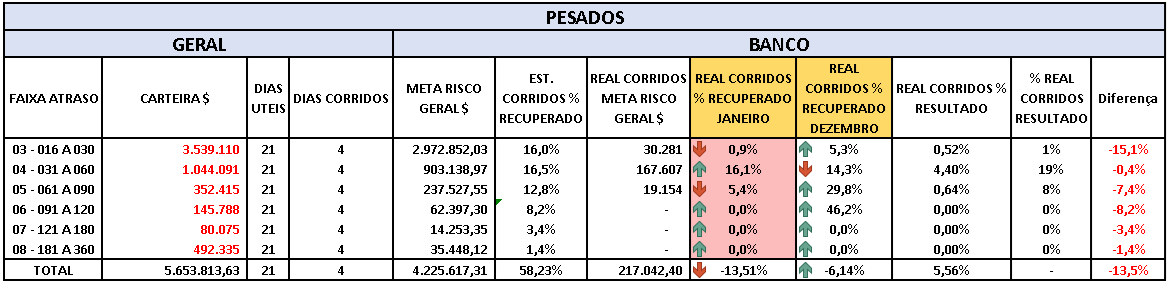 PESADOS
GERAL BANCO
FAIXA ATRASO CARTEIRA $ DIAS UTEIS DIAS CORRIDOS META RISCO GERAL $ EST. CORRIDOS % RECUPERADO REAL CORRIDOS META RISCO GERAL $ REAL CORRIDOS % RECUPERADO JANEIRO REAL CORRIDOS % RECUPERADO DEZEMBRO REAL CORRIDOS % RESULTADO % REAL CORRIDOS RESULTADO Diferença
03 - 016 A 030 3.539.110 21 4 2.972.852,03 16,0% 30.281 0,9% 5,3% 0,52% 1% -15,1%
04 - 031 A 060 1.044.091 21 4 903.138,97 16,5% 167.607 16,1% 14,3% 4,40% 19% -0,4%
05 - 061 A 090 352.415 21 4 237.527,55 12,8% 19.154 5,4% 29,8% 0,64% 8% -7,4%
06 - 091 A 120 145.788 21 4 62.397,30 8,2% - 0,0% 46,2% 0,00% 0% -8,2%
07 - 121 A 180 80.075 21 4 14.253,35 3,4% - 0,0% 0,0% 0,00% 0% -3,4%
08 - 181 A 360 492.335 21 4 35.448,12 1,4% - 0,0% 0,0% 0,00% 0% -1,4%
TOTAL 5.653.813,63 21 4 4.225.617,31 58,23% 217.042,40 -13,51% -6,14% 5,56% - -13,5%